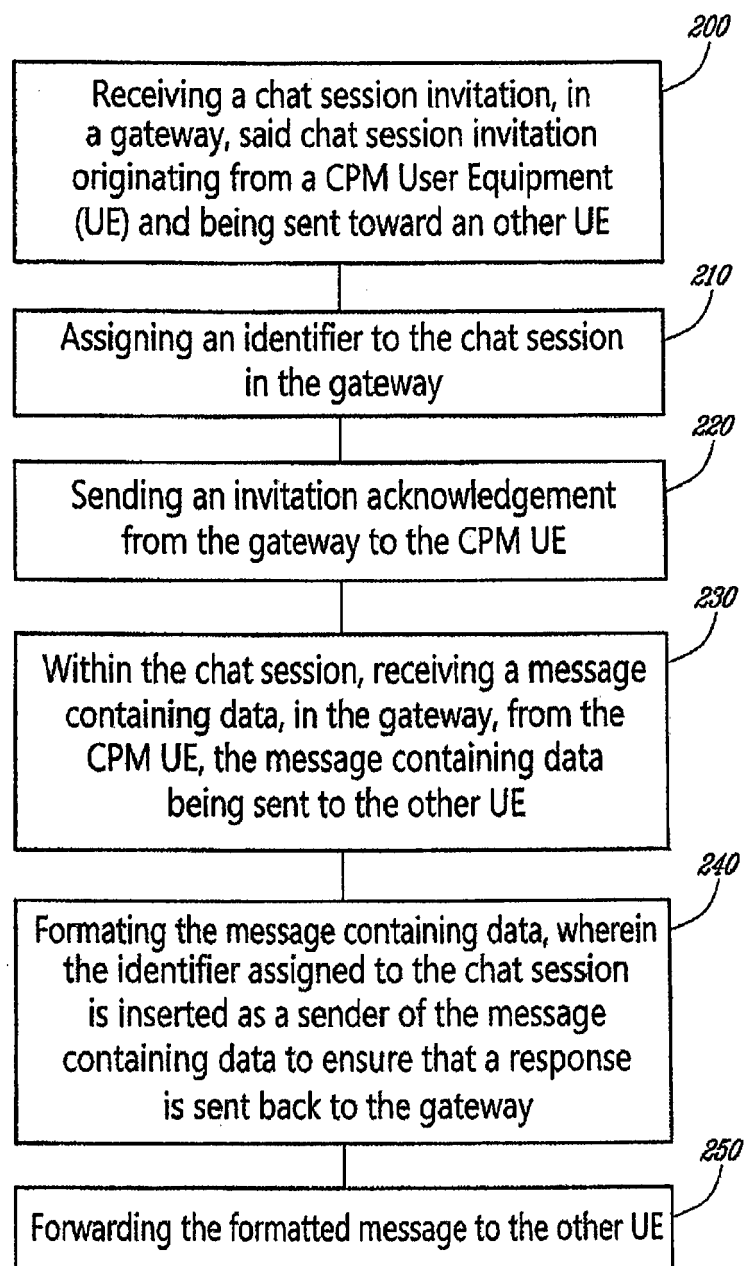 200
Receiving a chat session invitation, in
a gateway, said chat session invitation
originating from a CPM User Equipment
(UE) and being sent toward an other UE
210
Assigning an identifier to the chat session
in the gateway
220
Sending an invitation acknowledgement
from the gateway to the CPM UE
230
Within the chat session, receiving a message
containing data, in the gateway, from the
CPM UE, the message containing data
being sent to the other UE
240
Formating the message containing data, wherein
the identifier assigned to the chat session
is inserted as a sender of the message
containing data to ensure that a response
is sent back to the gateway
250
Forwarding the formatted message to the other UE